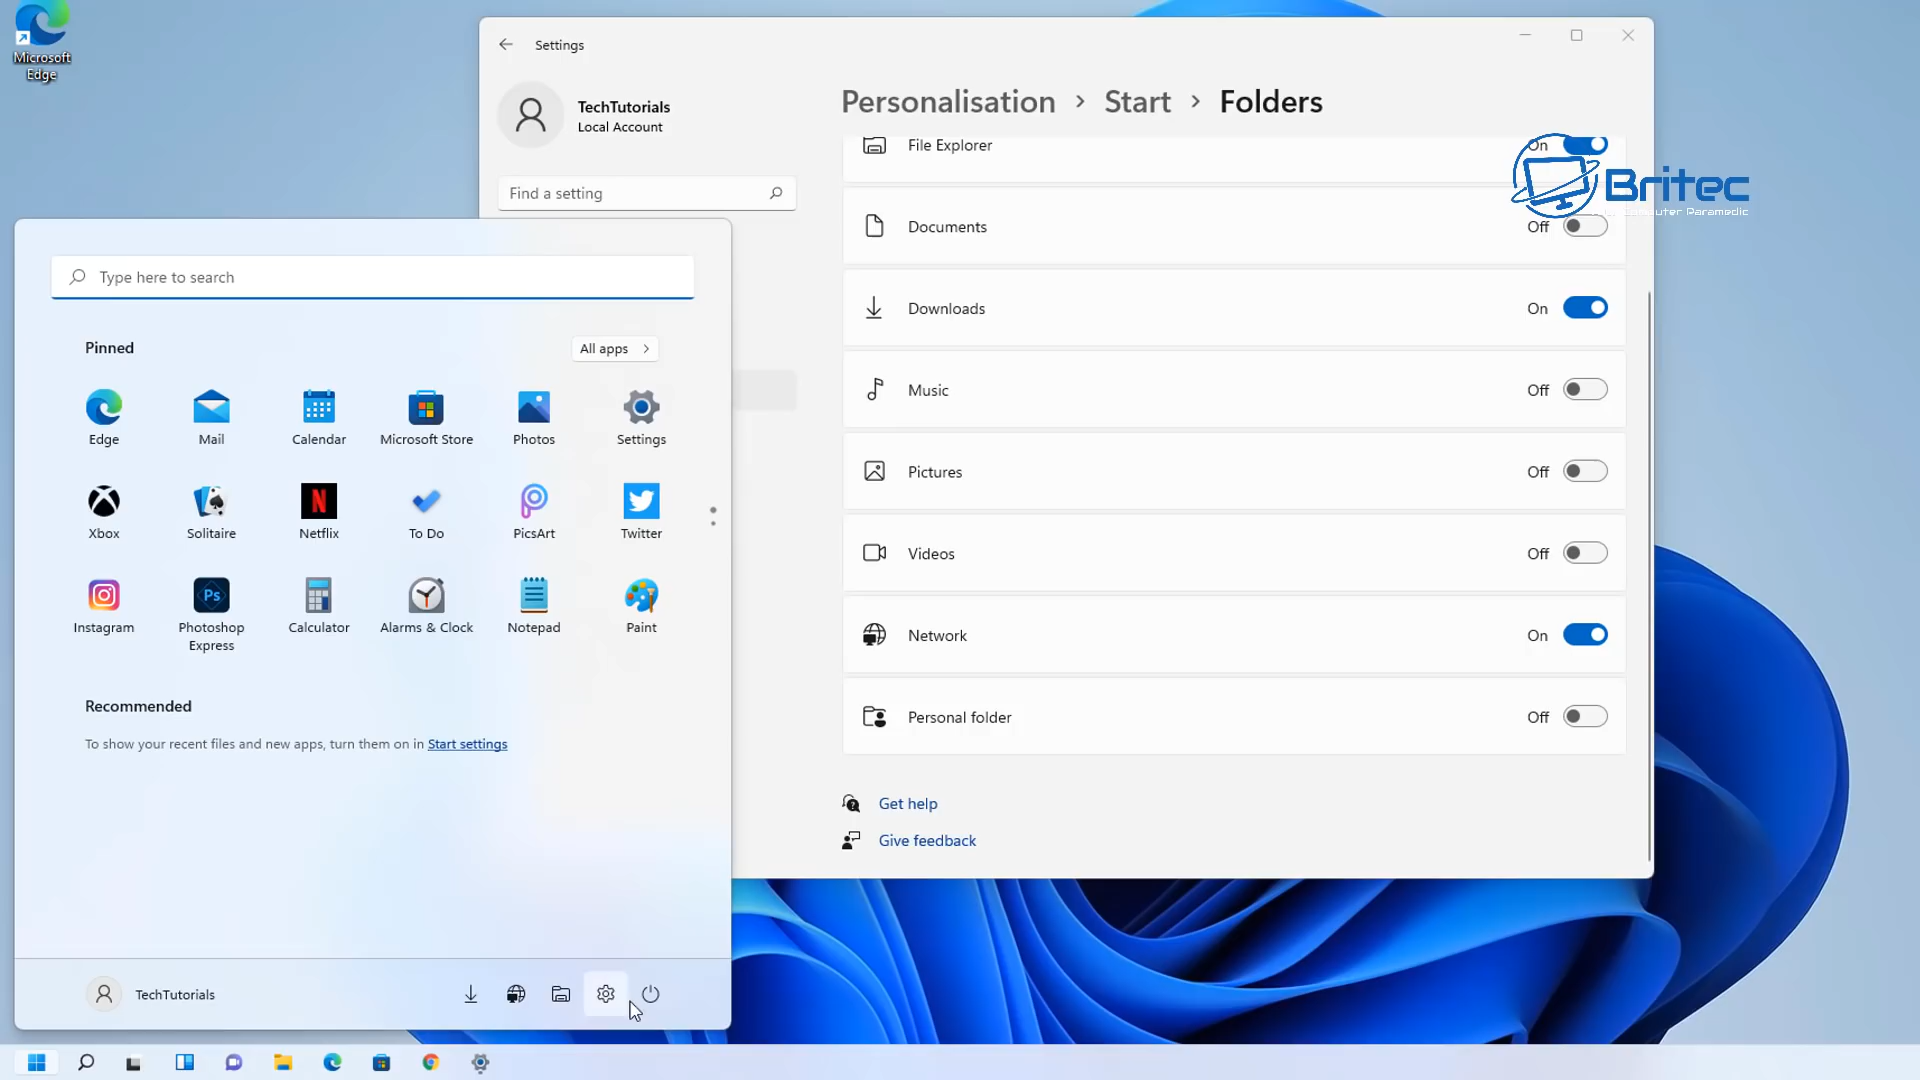 Microsoft
Edge
Settings
TechTutorials
Local Account
Find a setting
Personalisation > Start > Folders
File Explorer On
Documents Off
Downloads On
Music Off
Pictures Off
Videos Off
Network On
Personal folder Off
Get help
Give feedback
Britec
Computer Paramedic
Type here to search
Pinned
All apps >
Edge Mail Calendar Microsoft Store Photos Settings
Xbox Solitaire Netflix To Do PicsArt Twitter
Instagram Photoshop Express Calculator Alarms & Clock Notepad Paint
Ps
Recommended
To show your recent files and new apps, turn them on in Start settings
TechTutorials